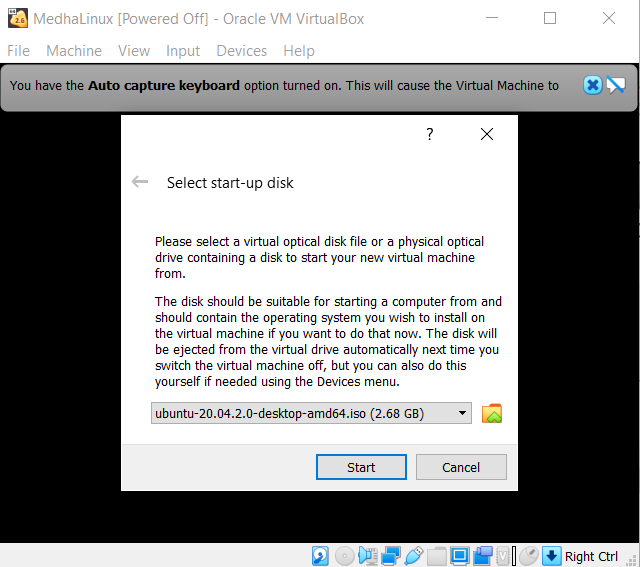 MedhaLinux [Powered Off] - Oracle VM VirtualBox
File Machine View Input Devices Help
You have the Auto capture keyboard option turned on. This will cause the Virtual Machine to
?
Select start-up disk
Please select a virtual optical disk file or a physical optical
drive containing a disk to start your new virtual machine
from.
The disk should be suitable for starting a computer from and
should contain the operating system you wish to install on
the virtual machine if you want to do that now. The disk will
be ejected from the virtual drive automatically next time you
switch the virtual machine off, but you can also do this
yourself if needed using the Devices menu.
ubuntu-20.04.2.0-desktop-amd64.iso (2.68 GB)
Start Cancel
Right Ctrl